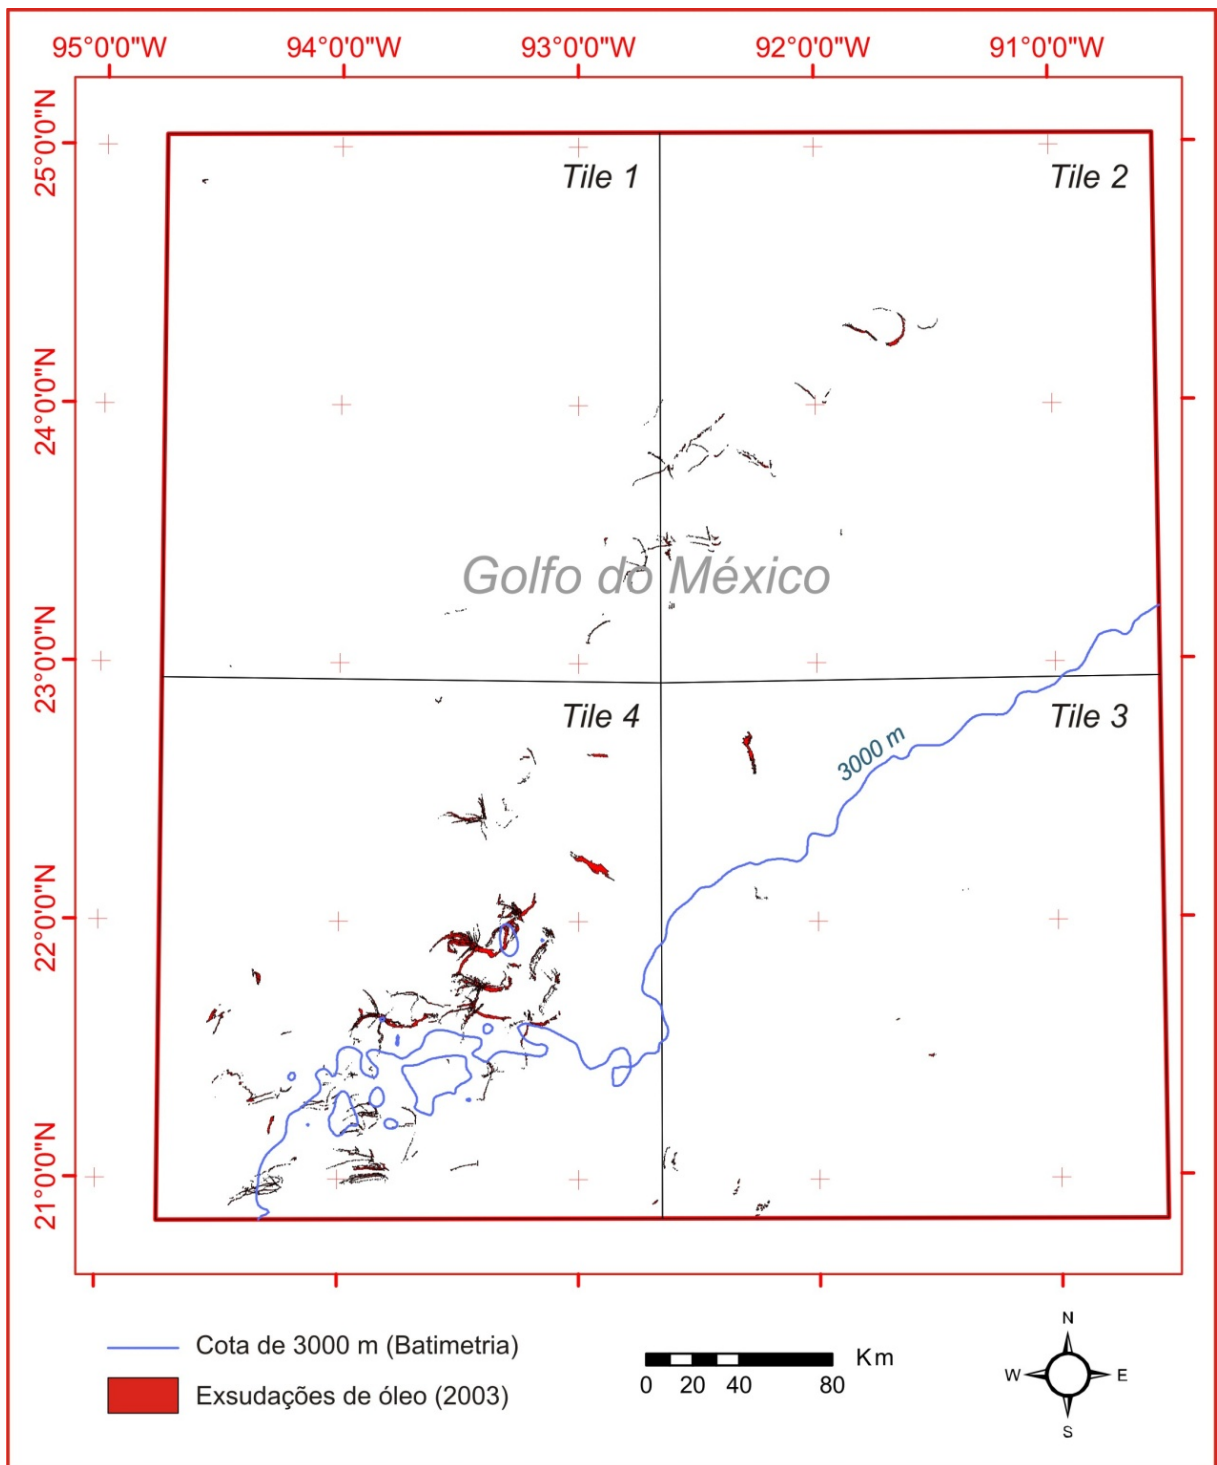 95°0'0"W 94°0'0"W 93°0'0"W 92°0'0"W 91°0'0"W
25°0'0"N
Tile 1
Tile 2
24°0'0"N
Golfo do México
23°0'0"N
Tile 4
Tile 3
3000 m
22°0'0"N
21°0'0"N
Cota de 3000 m (Batimetria)
Exsudações de óleo (2003)
Km
0 20 40 80
N
W E
S